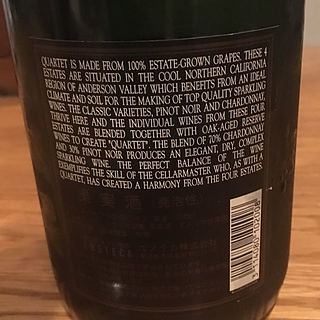 QUARTET IS MADE FROM 100% ESTATE-GROWN GRAPES. THESE 4
ESTATES ARE SITUATED IN THE COOL NORTHERN CALIFORNIA
REGION OF ANDERSON VALLEY WHICH BENEFITS FROM AN IDEAL
CLIMATE AND SOIL FOR THE MAKING OF TOP QUALITY SPARKLING
WINE. THE CLASSIC VARIETIES, PINOT NOIR AND CHARDONNAY,
THRIVE HERE AND THE INDIVIDUAL WINES FROM THESE FOUR
ESTATES ARE BLENDED TOGETHER WITH OAK-AGED RESERVE
WINES TO CREATE "QUARTET". THE BLEND OF 70% CHARDONNAY
AND 30% PINOT NOIR PRODUCES AN ELEGANT, DRY, COMPLEX
SPARKLING WINE. THE PERFECT BALANCE OF THE WINE
EXEMPLIFIES THE SKILL OF THE CELLARMASTER WHO, AS WITH A
QUARTET, HAS CREATED A HARMONY FROM THE FOUR ESTATES.
果実酒